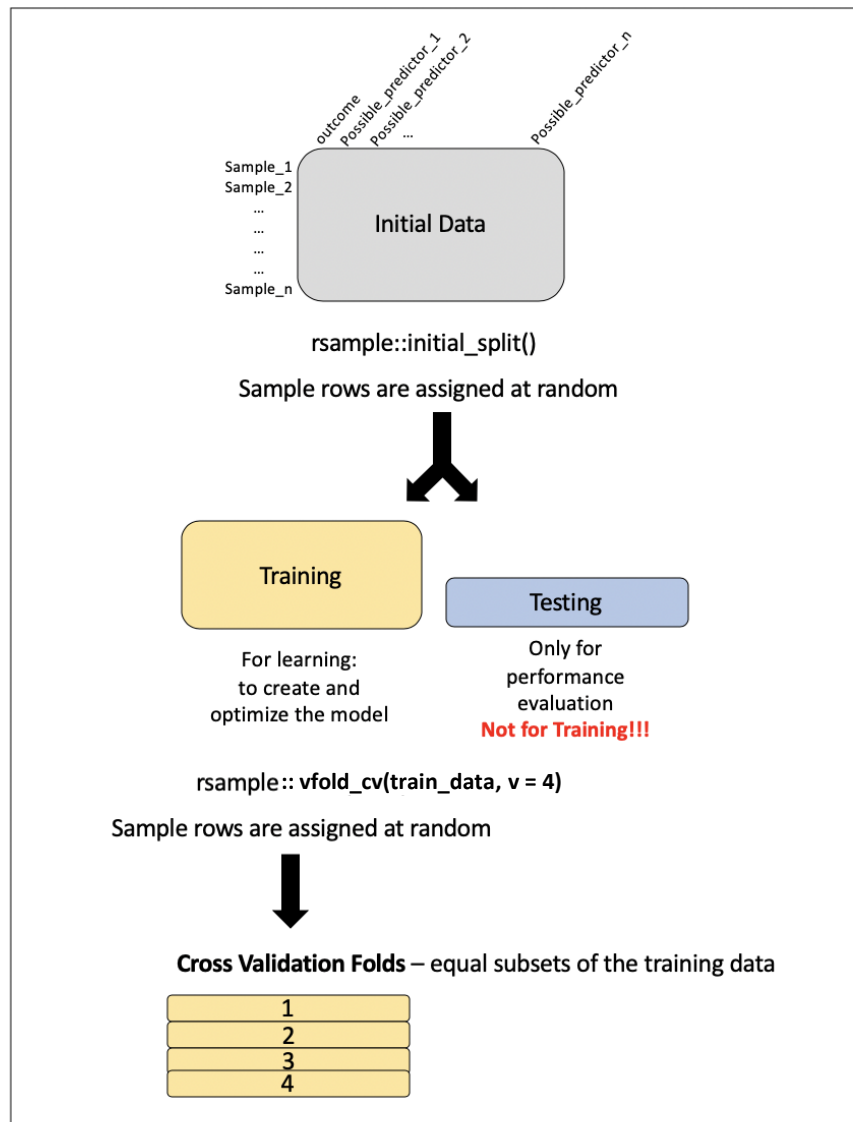 outcome
Possible_predictor_1
Possible_predictor_2
...
Possible_predictor_n
Sample_1
Sample_2
...
...
...
...
Sample_n
Initial Data
rsample::initial_split()
Sample rows are assigned at random
Training
Testing
For learning:
to create and
optimize the model
Only for
performance
evaluation
Not for Training!!!
rsample:: vfold_cv(train_data, v = 4)
Sample rows are assigned at random
Cross Validation Folds – equal subsets of the training data
1
2
3
4